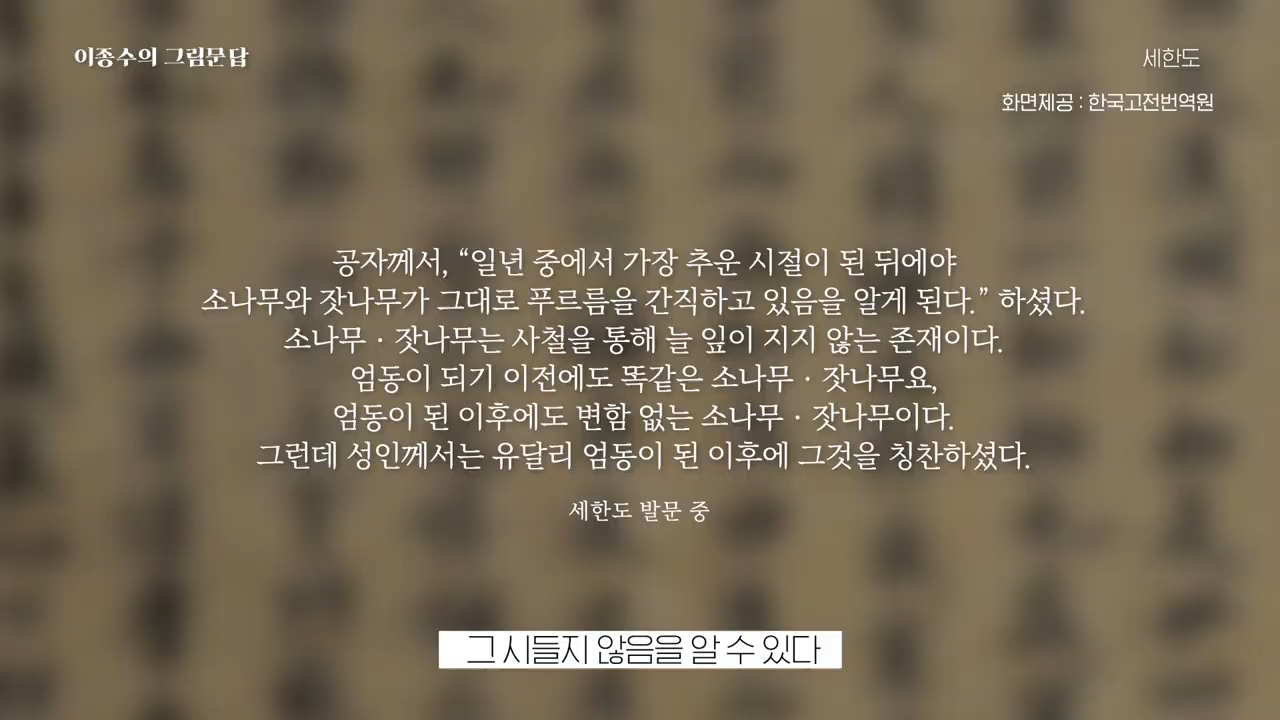 이종수의 그림문답
세한도
화면제공 : 한국고전번역원
공자께서, “일년 중에서 가장 추운 시절이 된 뒤에야
소나무와 잣나무가 그대로 푸르름을 간직하고 있음을 알게 된다.” 하셨다.
소나무 · 잣나무는 사철을 통해 늘 잎이 지지 않는 존재이다.
엄동이 되기 이전에도 똑같은 소나무 · 잣나무요,
엄동이 된 이후에도 변함 없는 소나무 · 잣나무이다.
그런데 성인께서는 유달리 엄동이 된 이후에 그것을 칭찬하셨다.
세한도 발문 중
그 시들지 않음을 알 수 있다